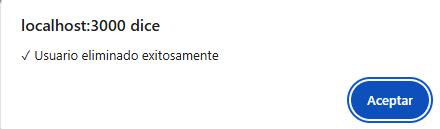 localhost:3000 dice
✓ Usuario eliminado exitosamente
Aceptar